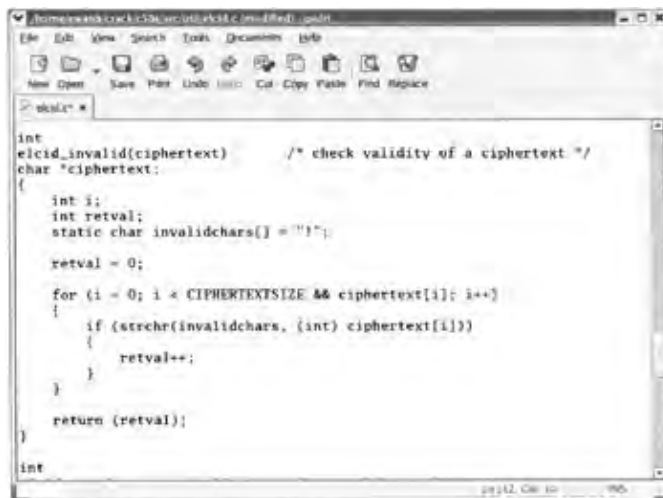 File Edit View Search Tools Documents Help
New Open Save Print Undo Redo Cut Copy Paste Find Replace
int
elcid_invalid(ciphertext) /* check validity of a ciphertext */
char *ciphertext;
{
int i;
int retval;
static char invalidchars[] = "!";
retval = 0;
for (i = 0; i < CIPHERTEXTSIZE && ciphertext[i]; i++)
{
if (strchr(invalidchars, (int) ciphertext[i]))
{
retval++;
}
}
return (retval);
}
int